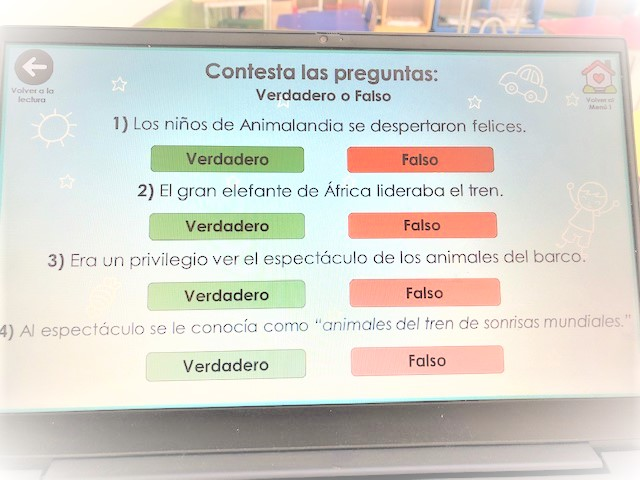 Contesta las preguntas:
Volver a la
lectura
Verdadero o Falso
Volver al
Menú 1
1) Los niños de Animalandia se despertaron felices.
Verdadero
Falso
2) El gran elefante de África lideraba el tren.
Verdadero
Falso
3) Era un privilegio ver el espectáculo de los animales del barco.
Verdadero
Falso
4) Al espectáculo se le conocía como “animales del tren de sonrisas mundiales.”
Verdadero
Falso